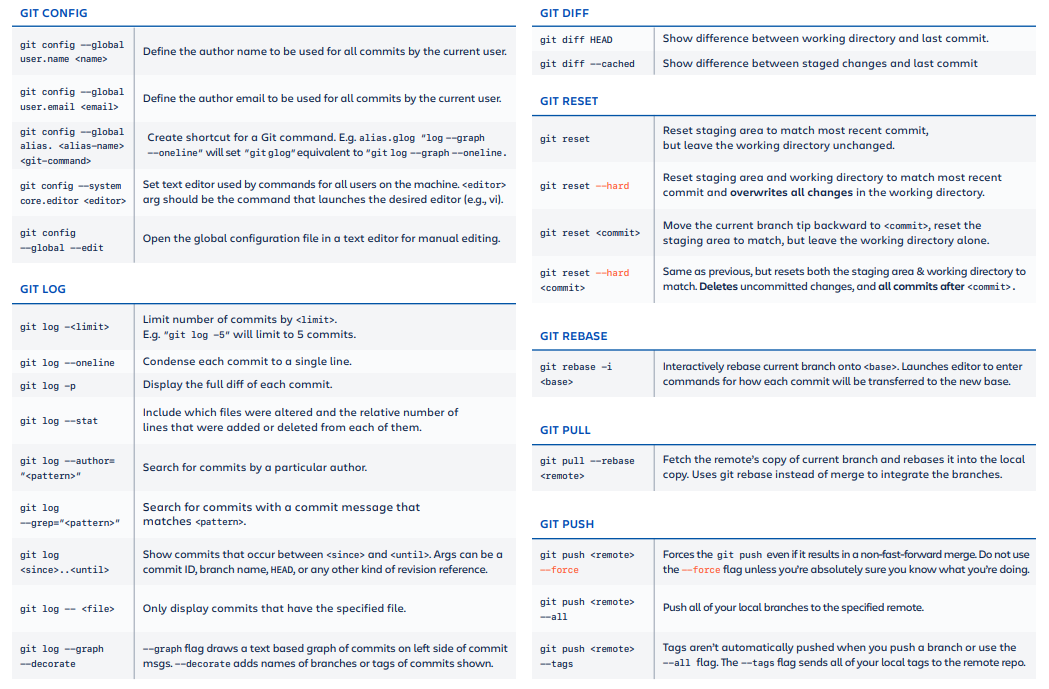 GIT CONFIG
git config --global
user.name <name>
Define the author name to be used for all commits by the current user.
git config --global
user.email <email>
Define the author email to be used for all commits by the current user.
git config --global
alias. <alias-name>
<git-command>
Create shortcut for a Git command. E.g. alias.glog "log --graph
--oneline" will set "git glog" equivalent to "git log --graph --oneline.
git config --system
core.editor <editor>
Set text editor used by commands for all users on the machine. <editor>
arg should be the command that launches the desired editor (e.g., vi).
git config
--global --edit
Open the global configuration file in a text editor for manual editing.
GIT LOG
git log -<limit>
Limit number of commits by <limit>.
E.g. "git log -5" will limit to 5 commits.
git log --oneline
Condense each commit to a single line.
git log -p
Display the full diff of each commit.
git log --stat
Include which files were altered and the relative number of
lines that were added or deleted from each of them.
git log --author=
"<pattern>"
Search for commits by a particular author.
git log
--grep="<pattern>"
Search for commits with a commit message that
matches <pattern>.
git log
<since>..<until>
Show commits that occur between <since> and <until>. Args can be a
commit ID, branch name, HEAD, or any other kind of revision reference.
git log -- <file>
Only display commits that have the specified file.
git log --graph
--decorate
--graph flag draws a text based graph of commits on left side of commit
msgs. --decorate adds names of branches or tags of commits shown.
GIT DIFF
git diff HEAD
Show difference between working directory and last commit.
git diff --cached
Show difference between staged changes and last commit
GIT RESET
git reset
Reset staging area to match most recent commit,
but leave the working directory unchanged.
git reset --hard
Reset staging area and working directory to match most recent
commit and overwrites all changes in the working directory.
git reset <commit>
Move the current branch tip backward to <commit>, reset the
staging area to match, but leave the working directory alone.
git reset --hard
<commit>
Same as previous, but resets both the staging area & working directory to
match. Deletes uncommitted changes, and all commits after <commit>.
GIT REBASE
git rebase -i
<base>
Interactively rebase current branch onto <base>. Launches editor to enter
commands for how each commit will be transferred to the new base.
GIT PULL
git pull --rebase
<remote>
Fetch the remote's copy of current branch and rebases it into the local
copy. Uses git rebase instead of merge to integrate the branches.
GIT PUSH
git push <remote>
--force
Forces the git push even if it results in a non-fast-forward merge. Do not use
the --force flag unless you're absolutely sure you know what you're doing.
git push <remote>
--all
Push all of your local branches to the specified remote.
git push <remote>
--tags
Tags aren't automatically pushed when you push a branch or use the
--all flag. The --tags flag sends all of your local tags to the remote repo.